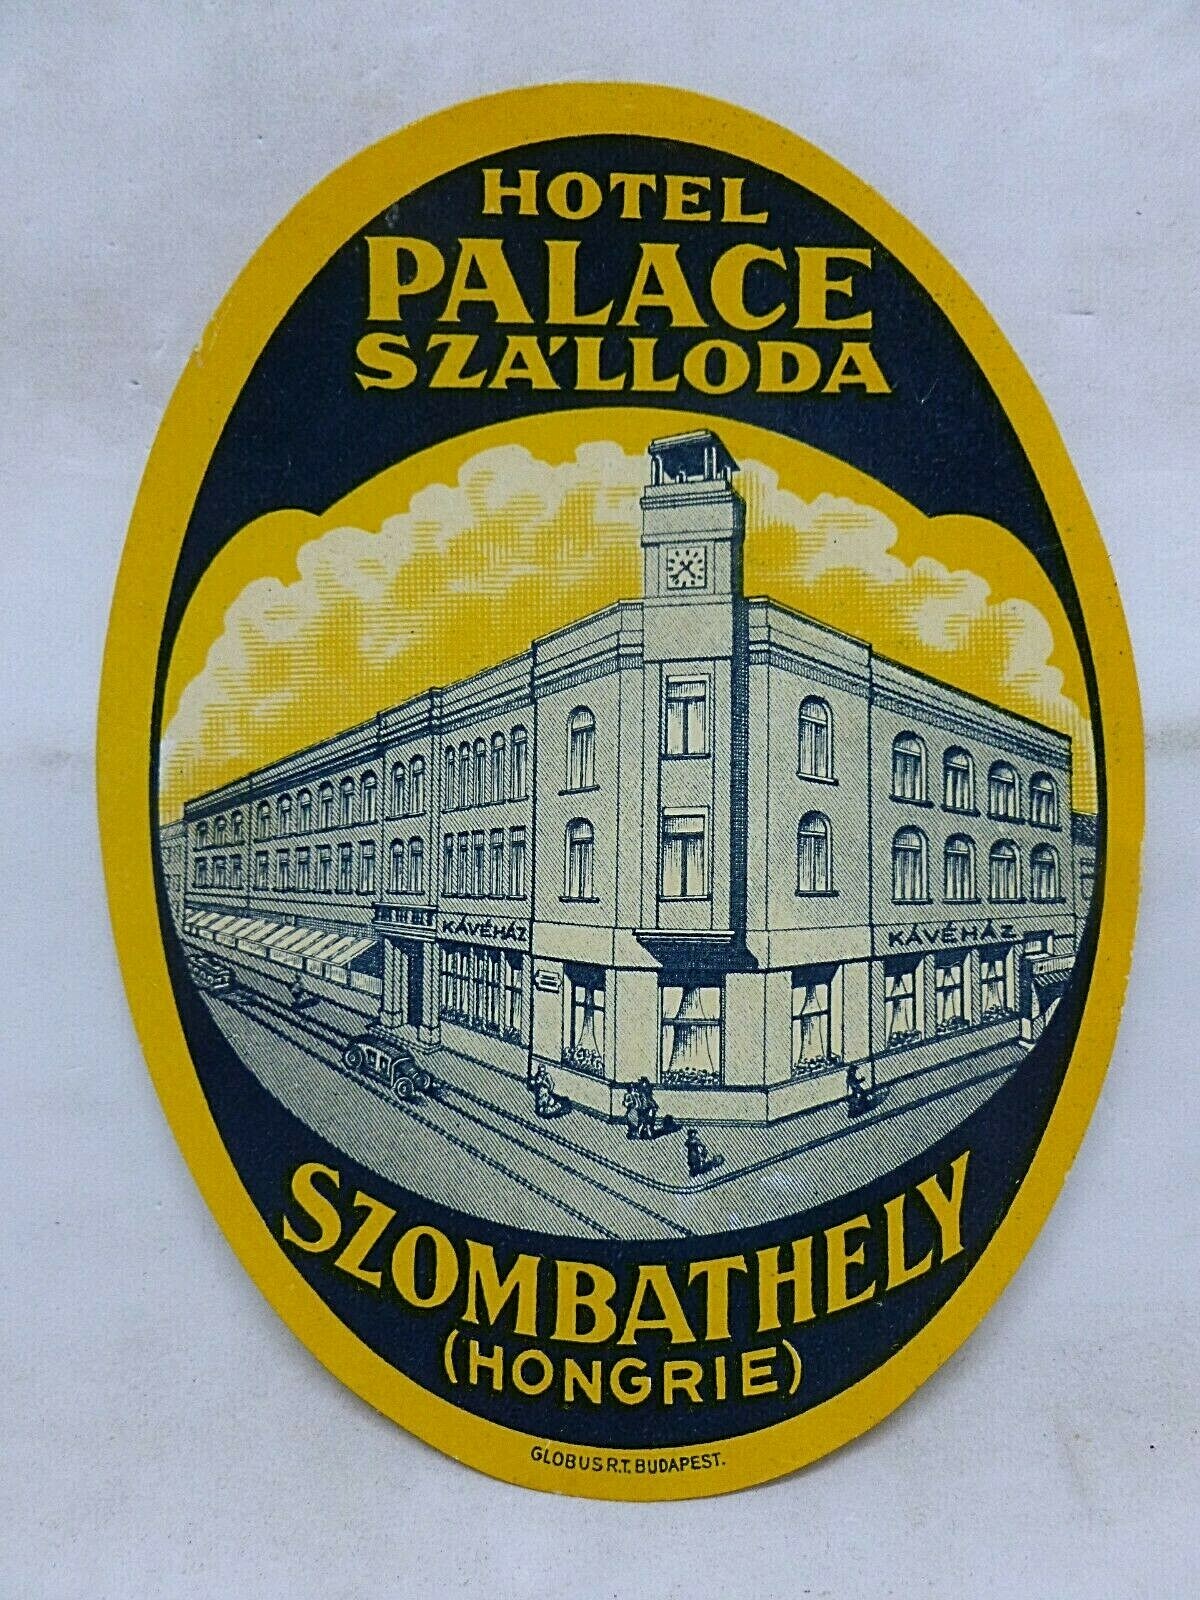 HOTEL
PALACE
SZÁLLODA
KÁVÉHÁZ
KÁVÉHÁZ
SZOMBATHELY
(HONGRIE)
GLOBUS R.T. BUDAPEST.